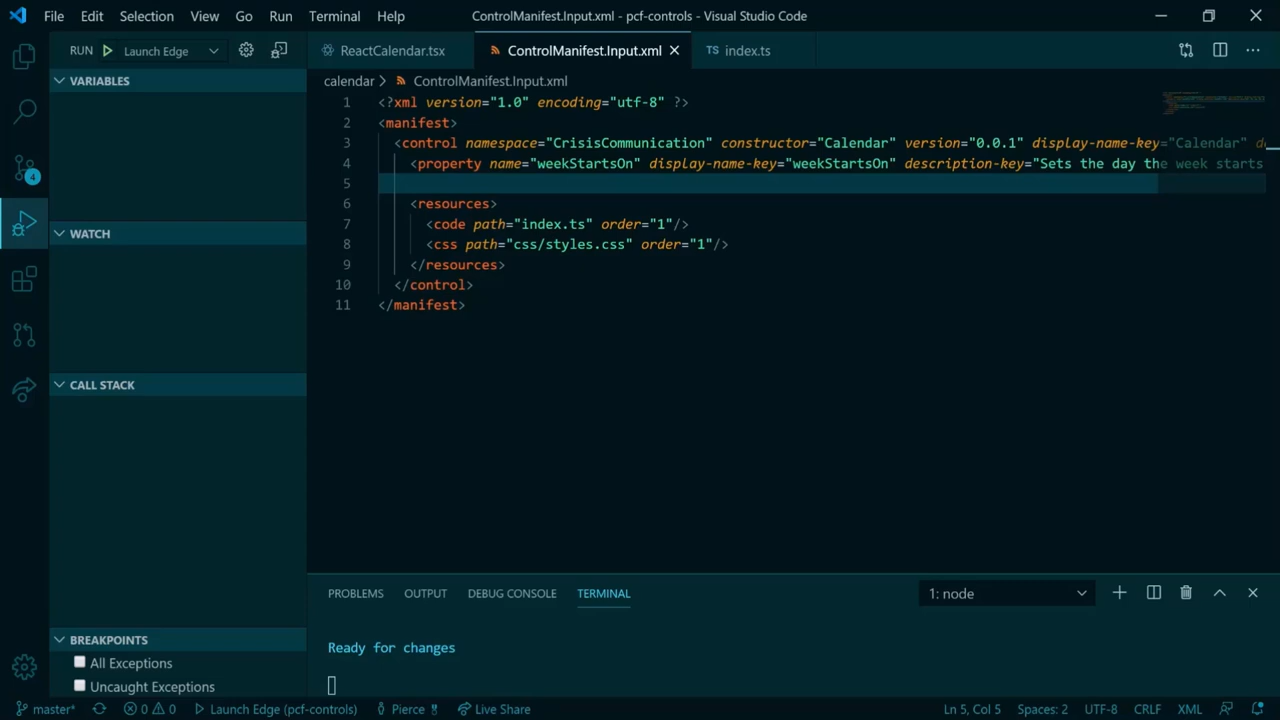 File Edit Selection View Go Run Terminal Help ControlManifest.Input.xml - pcf-controls - Visual Studio Code
RUN Launch Edge
ReactCalendar.tsx ControlManifest.Input.xml TS index.ts
VARIABLES
calendar ControlManifest.Input.xml
1 <?xml version="1.0" encoding="utf-8" ?>
2 <manifest>
3 <control namespace="CrisisCommunication" constructor="Calendar" version="0.0.1" display-name-key="Calendar" d
4 <property name="weekStartsOn" display-name-key="weekStartsOn" description-key="Sets the day the week starts
5
6 <resources>
7 <code path="index.ts" order="1"/>
8 <css path="css/styles.css" order="1"/>
9 </resources>
10 </control>
11 </manifest>
4
WATCH
CALL STACK
BREAKPOINTS
All Exceptions
Uncaught Exceptions
PROBLEMS OUTPUT DEBUG CONSOLE TERMINAL 1: node
Ready for changes
master* 0 0 Launch Edge (pcf-controls) Pierce Live Share Ln 5, Col 5 Spaces: 2 UTF-8 CRLF XML